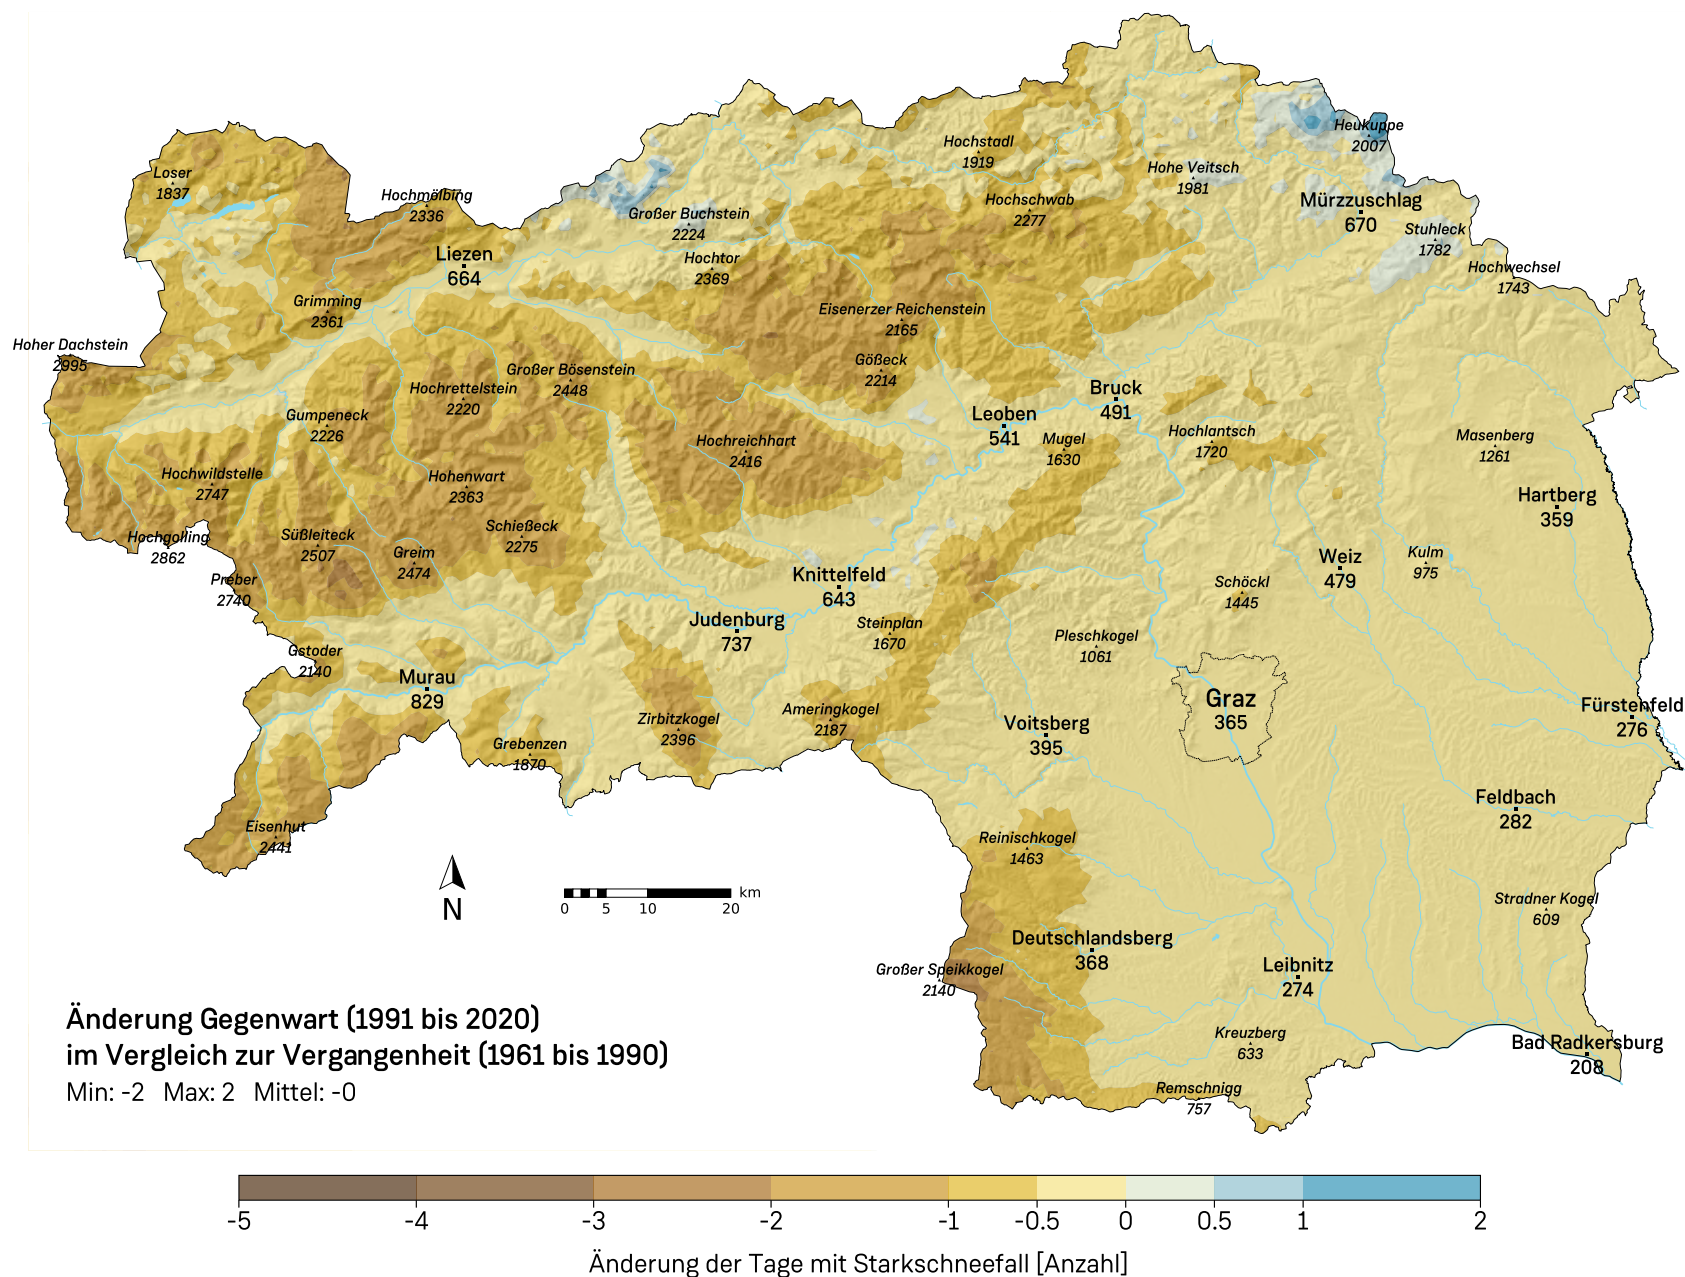 Heukuppe
2007
Hochstadl
1919
Hohe Veitsch
1981
Loser
1837
Hochmölbing
2336
Hochschwab
2277
Mürzzuschlag
670
Großer Buchstein
2224
Stuhleck
1782
Liezen
664
Hochtor
2369
Hochwechsel
1743
Grimming
2361
Eisenerzer Reichenstein
2165
Hoher Dachstein
2995
Gößeck
2214
Großer Bösenstein
2448
Hochrettelstein
2220
Bruck
491
Gumpeneck
2226
Leoben
541
Hochreichhart
2416
Mugel
1630
Hochlantsch
1720
Masenberg
1261
Hochwildstelle
2747
Hohenwart
2363
Hartberg
359
Hochgolling
2862
Süßleiteck
2507
Schießeck
2275
Greim
2474
Weiz
479
Kulm
975
Preber
2740
Knittelfeld
643
Schöckl
1445
Judenburg
737
Steinplan
1670
Pleschkogel
1061
Gstoder
2140
Murau
829
Graz
365
Zirbitzkogel
2396
Ameringkogel
2187
Voitsberg
395
Fürstenfeld
276
Grebenzen
1870
Feldbach
282
Eisenhut
2441
Reinischkogel
1463
N
km
0 5 10 20
Stradner Kogel
609
Deutschlandsberg
368
Großer Speikkogel
2140
Leibnitz
274
Kreuzberg
633
Bad Radkersburg
208
Remschnigg
757
Änderung Gegenwart (1991 bis 2020)
im Vergleich zur Vergangenheit (1961 bis 1990)
Min: -2 Max: 2 Mittel: -0
-5 -4 -3 -2 -1 -0.5 0 0.5 1 2
Änderung der Tage mit Starkschneefall [Anzahl]